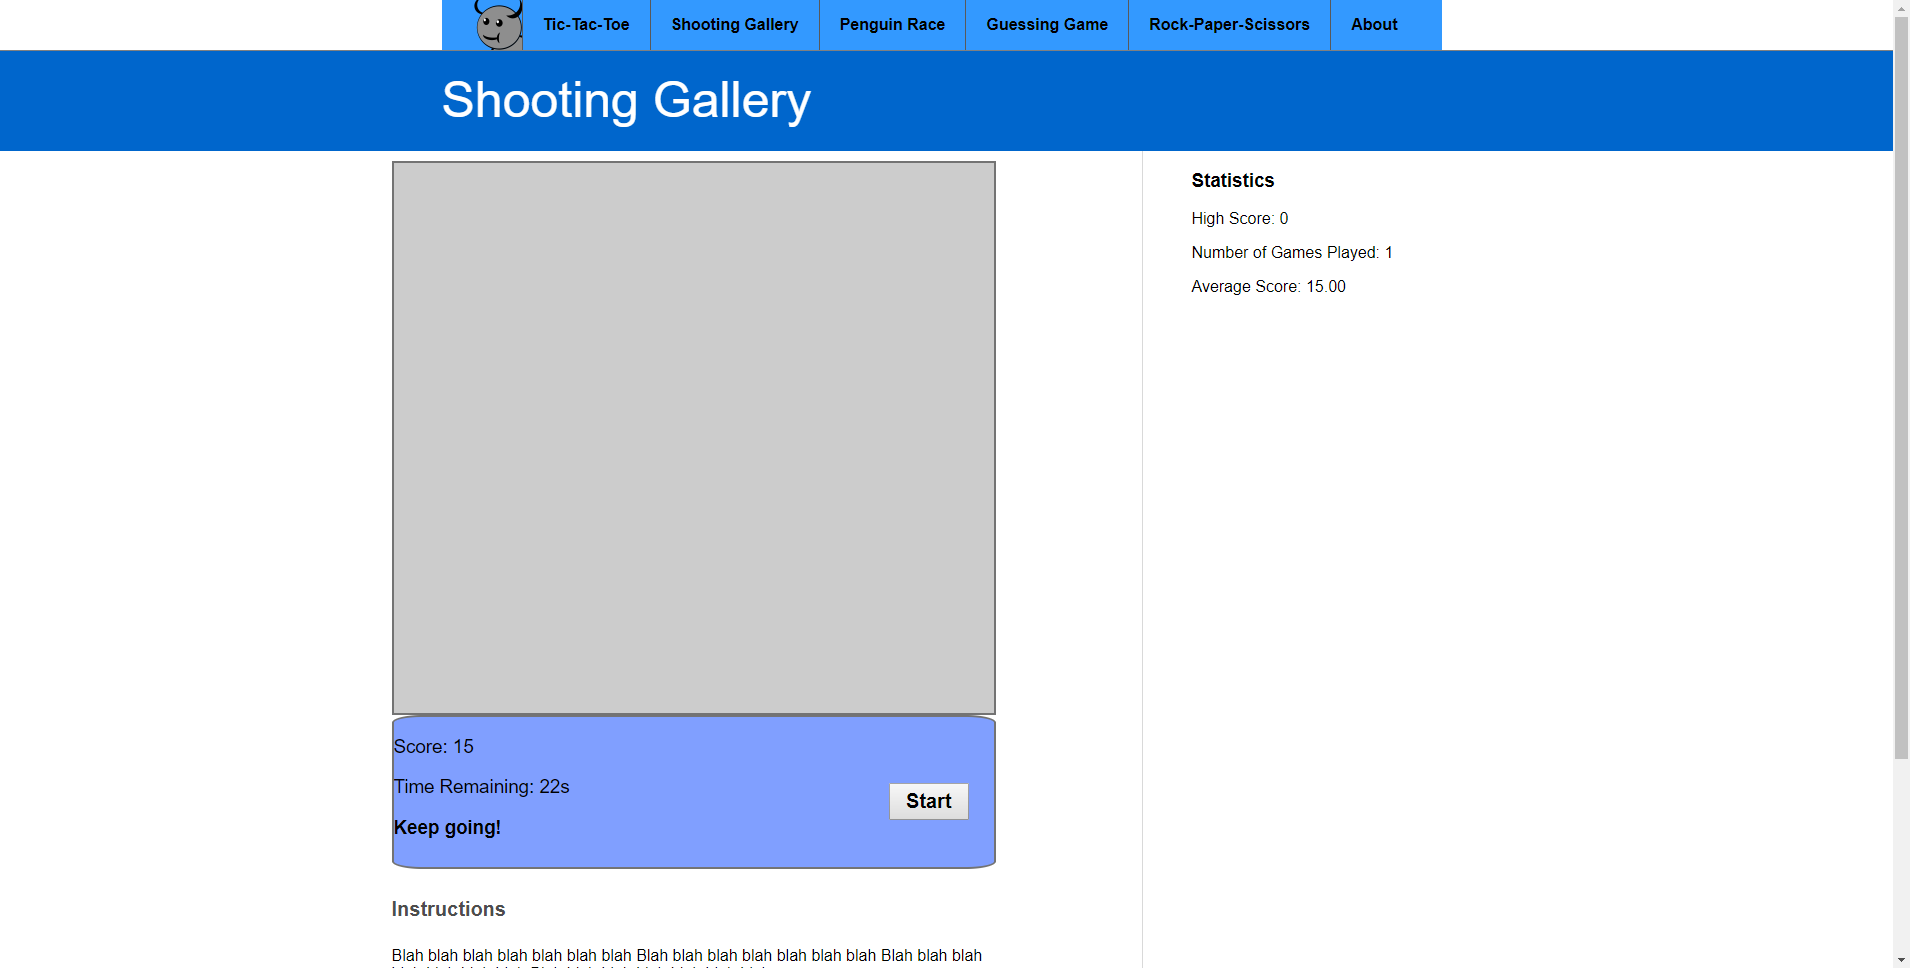 Tic-Tac-Toe Shooting Gallery Penguin Race Guessing Game Rock-Paper-Scissors About
Shooting Gallery
Statistics
High Score: 0
Number of Games Played: 1
Average Score: 15.00
Score: 15
Time Remaining: 22s
Keep going!
Start
Instructions
Blah blah blah blah blah blah blah Blah blah blah blah blah blah blah Blah blah blah